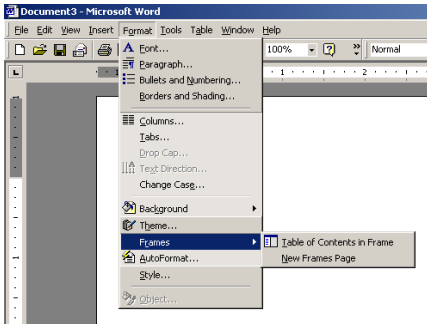 Document3 - Microsoft Word
File Edit View Insert Format Tools Table Window Help
100% Normal
Font...
Paragraph...
Bullets and Numbering...
Borders and Shading...
Columns...
Tabs...
Drop Cap...
Text Direction...
Change Case...
Background
Theme...
Frames
Table of Contents in Frame
AutoFormat...
New Frames Page
Style...
Object...
1 2